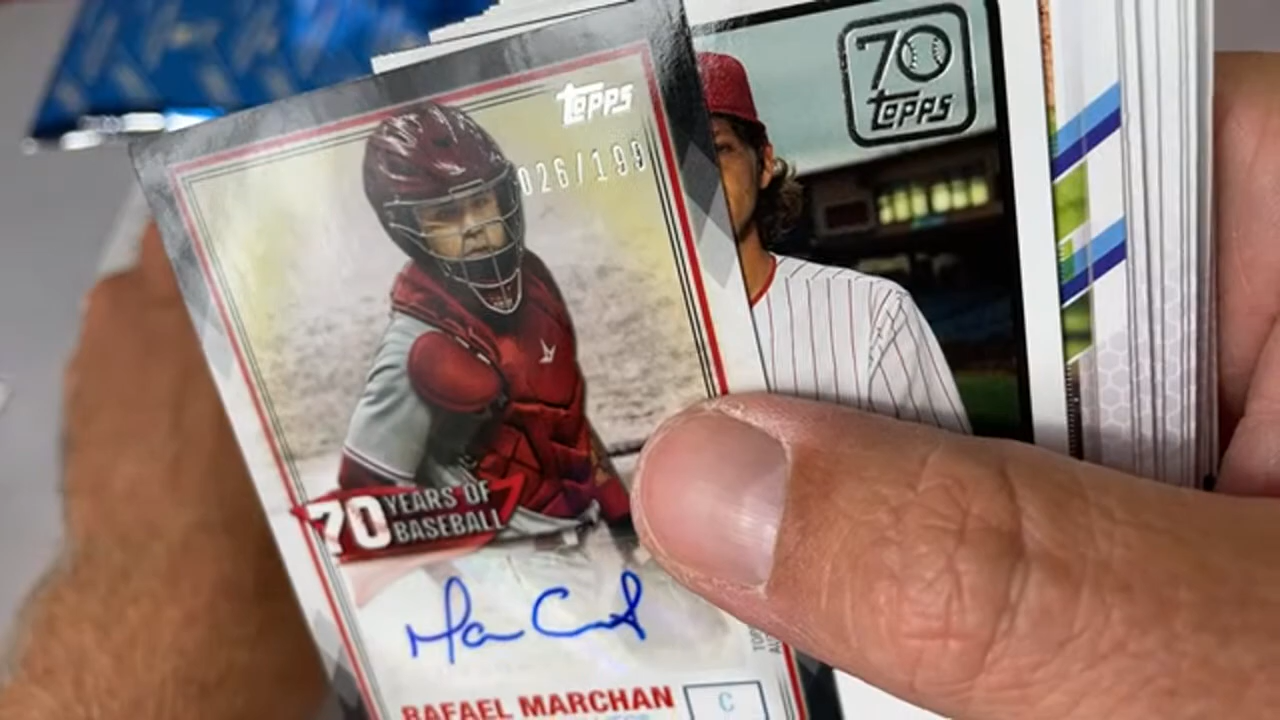 Topps
026/199
70 YEARS OF
BASEBALL
RAFAEL MARCHAN
C
70
Topps